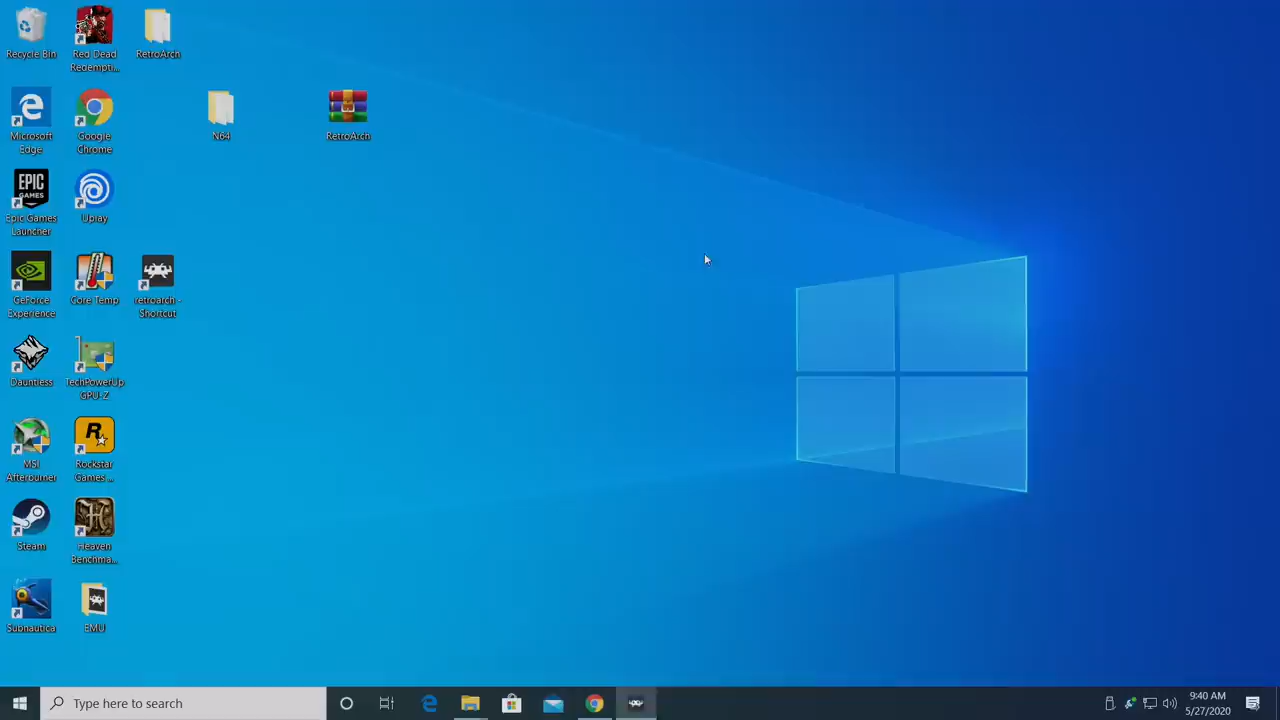 Recycle Bin
Red Dead
Redempti...
RetroArch
Microsoft
Edge
Google
Chrome
N64
RetroArch
EPIC
GAMES
Epic Games
Launcher
Uplay
GeForce
Experience
Core Temp
retroarch -
Shortcut
Dauntless
TechPowerUp
GPU-Z
MSI
Afterburner
R
Rockstar
Games ...
Steam
H
Heaven
Benchma...
Subnautica
EMU
Type here to search
9:40 AM
5/27/2020